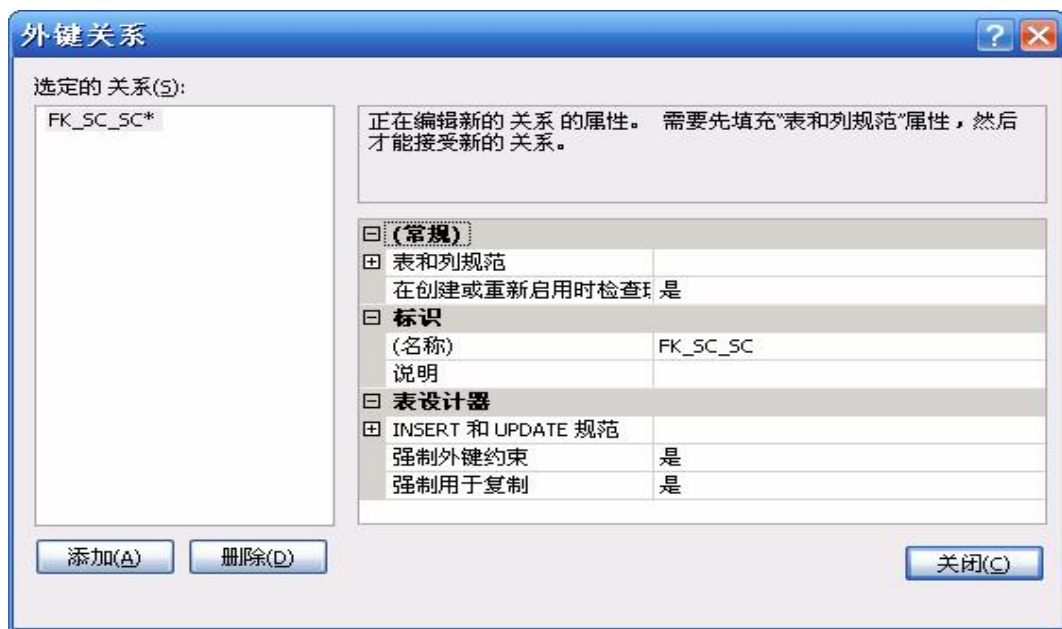 外键关系
选定的 关系(S):
FK_SC_SC*
正在编辑新的 关系 的属性。 需要先填充"表和列规范"属性，然后
才能接受新的 关系。
(常规)
表和列规范
在创建或重新启用时检查 是
标识
(名称) FK_SC_SC
说明
表设计器
INSERT 和 UPDATE 规范
强制外键约束 是
强制用于复制 是
添加(A) 删除(D) 关闭(C)